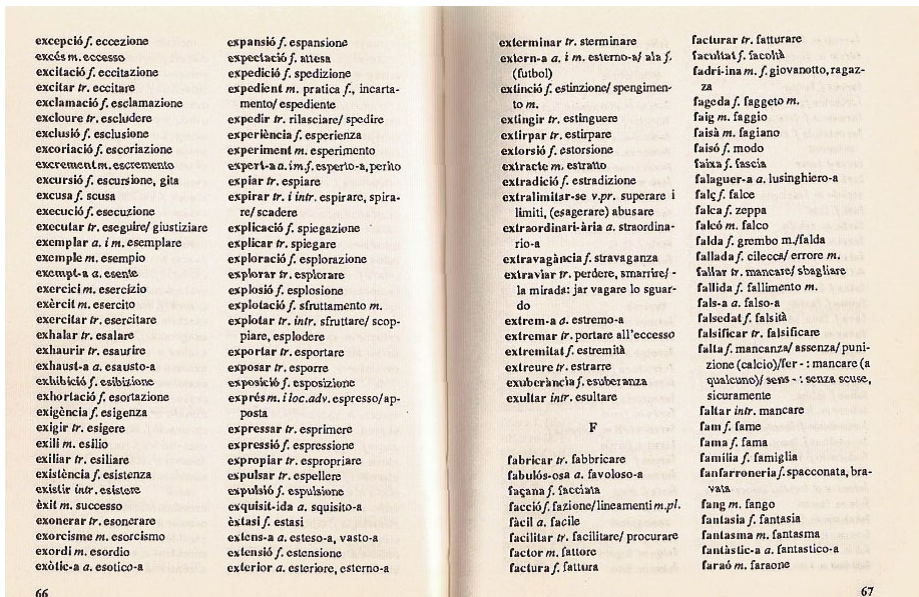 excepció f. eccezione
excés m. eccesso
excitació f. eccitazione
excitar tr. eccitare
exclamació f. esclamazione
excloure tr. escludere
exclusió f. esclusione
excoriació f. escoriazione
excrement m. escremento
excursió f. escursione, gita
excusa f. scusa
execució f. esecuzione
executar tr. eseguire/ giustiziare
exemplar a. i m. esemplare
exemple m. esempio
exempt-a a. esente
exercici m. esercizio
exèrcit m. esercito
exercitar tr. esercitare
exhalar tr. esalare
exhaurir tr. esaurire
exhaust-a a. esausto-a
exhibició f. esibizione
exhortació f. esortazione
exigència f. esigenza
exigir tr. esigere
exili m. esilio
exiliar tr. esiliare
existència f. esistenza
existir intr. esistere
èxit m. successo
exonerar tr. esonerare
exorcisme m. esorcismo
exordi m. esordio
exòtic-a a. esotico-a
66
expansió f. espansione
expectació f. attesa
expedició f. spedizione
expedient m. pratica f., incarta-
mento/ espediente
expedir tr. rilasciare/ spedire
experiència f. esperienza
experiment m. esperimento
expert-a a. i m. f. esperto-a, perito
expiar tr. espiare
expirar tr. i intr. espirare, spira-
re/ scadere
explicació f. spiegazione
explicar tr. spiegare
exploració f. esplorazione
explorar tr. esplorare
explosió f. esplosione
explotació f. sfruttamento m.
explotar tr. intr. sfruttare/ scop-
piare, esplodere
exportar tr. esportare
exposar tr. esporre
exposició f. esposizione
exprés m. i loc. adv. espresso/ap-
posta
expressar tr. esprimere
expressió f. espressione
expropiar tr. espropriare
expulsar tr. espellere
expulsió f. espulsione
exquisit-ida a. squisito-a
èxtasi f. estasi
extens-a a. esteso-a, vasto-a
extensió f. estensione
exterior a. esteriore, esterno-a
exterminar tr. sterminare
extern-a a. i m. esterno-a/ ala f.
(futbol)
extinció f. estinzione/ spengimen-
to m.
extingir tr. estinguere
extirpar tr. estirpare
extorsió f. estorsione
extracte m. estratto
extradició f. estradizione
extralimitar-se v.pr. superare i
limiti, (esagerare) abusare
extraordinari-ària a. straordina-
rio-a
extravagància f. stravaganza
extraviar tr. perdere, smarrire/ -
la mirada: jar vagare lo sguar-
do
extrem-a a. estremo-a
extremar tr. portare all'eccesso
extremitat f. estremità
extreure tr. estrarre
exuberància f. esuberanza
exultar intr. esultare
F
fabricar tr. fabbricare
fabulós-osa a. favoloso-a
façana f. facciata
facció f. fazione/lineamenti m.pl.
fàcil a. facile
facilitar tr. facilitare/ procurare
factor m. fattore
factura f. fattura
facturar tr. fatturare
facultat f. facoltà
fadrí-ina m. f. giovanotto, ragaz-
za
fageda f. faggeto m.
faig m. faggio
faisà m. fagiano
faisó f. modo
faixa f. fascia
falaguer-a a. lusinghiero-a
falç f. falce
falca f. zeppa
falcó m. falco
falda f. grembo m./falda
fallada f. cilecca/ errore m.
fallar tr. mancare/ sbagliare
fallida f. fallimento m.
fals-a a. falso-a
falsedat f. falsità
falsificar tr. falsificare
falta f. mancanza/ assenza/ puni-
zione (calcio)/fer - : mancare (a
qualcuno)/ sens - : senza scuse,
sicuramente
faltar intr. mancare
fam f. fame
fama f. fama
família f. famiglia
fanfarroneria f. spacconata, bra-
vata
fang m. fango
fantasia f. fantasia
fantasma m. fantasma
fantàstic-a a. fantastico-a
faraó m. faraone
67